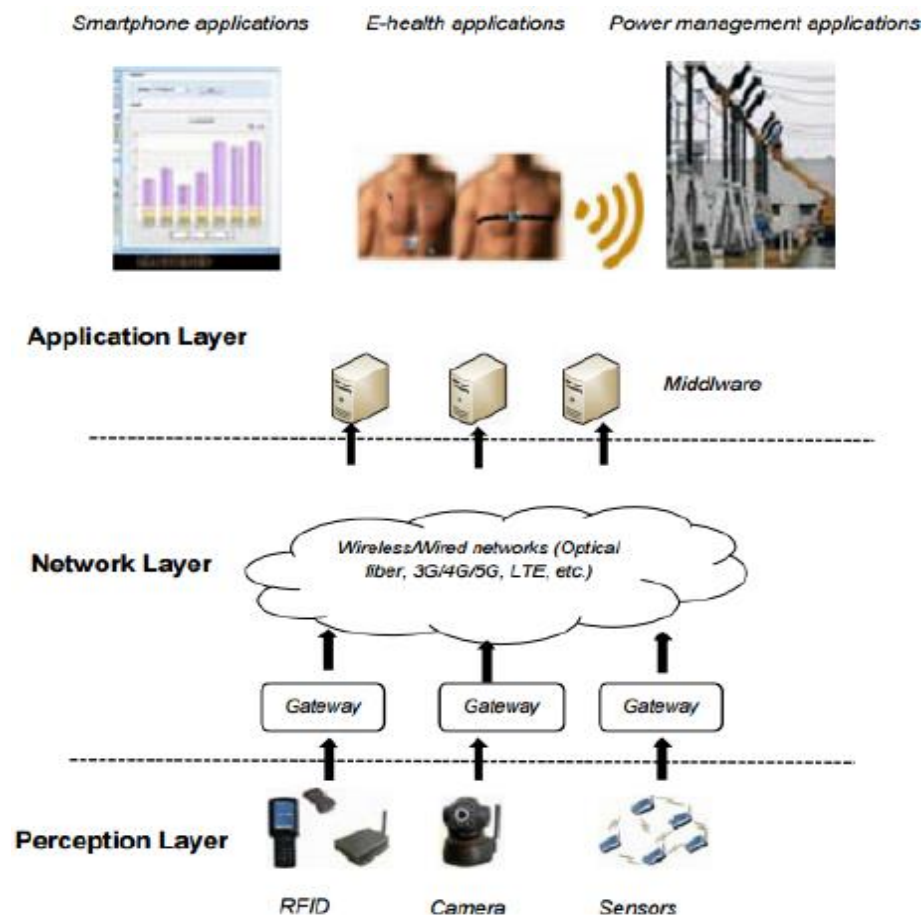 Smartphone applications
E-health applications
Power management applications
Application Layer
Middlware
Network Layer
Wireless/Wired networks (Optical
fiber, 3G/4G/5G, LTE, etc.)
Gateway
Gateway
Gateway
Perception Layer
RFID
Camera
Sensors